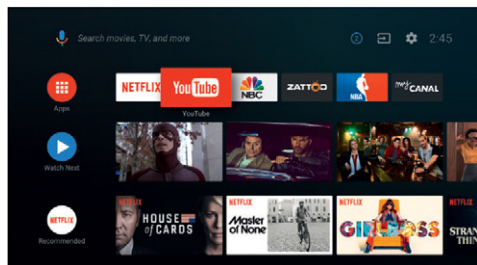 Search movies, TV, and more
2:45
NETFLIX
YouTube
NBC
ZATTOO
NBA
my CANAL
Apps
YouTube
Watch Next
NETFLIX
Recommended
NETFLIX
HOUSE of CARDS
NETFLIX
Master
of None
NETFLIX
GIRLBOSS
NETFLIX
STRAN
THIN